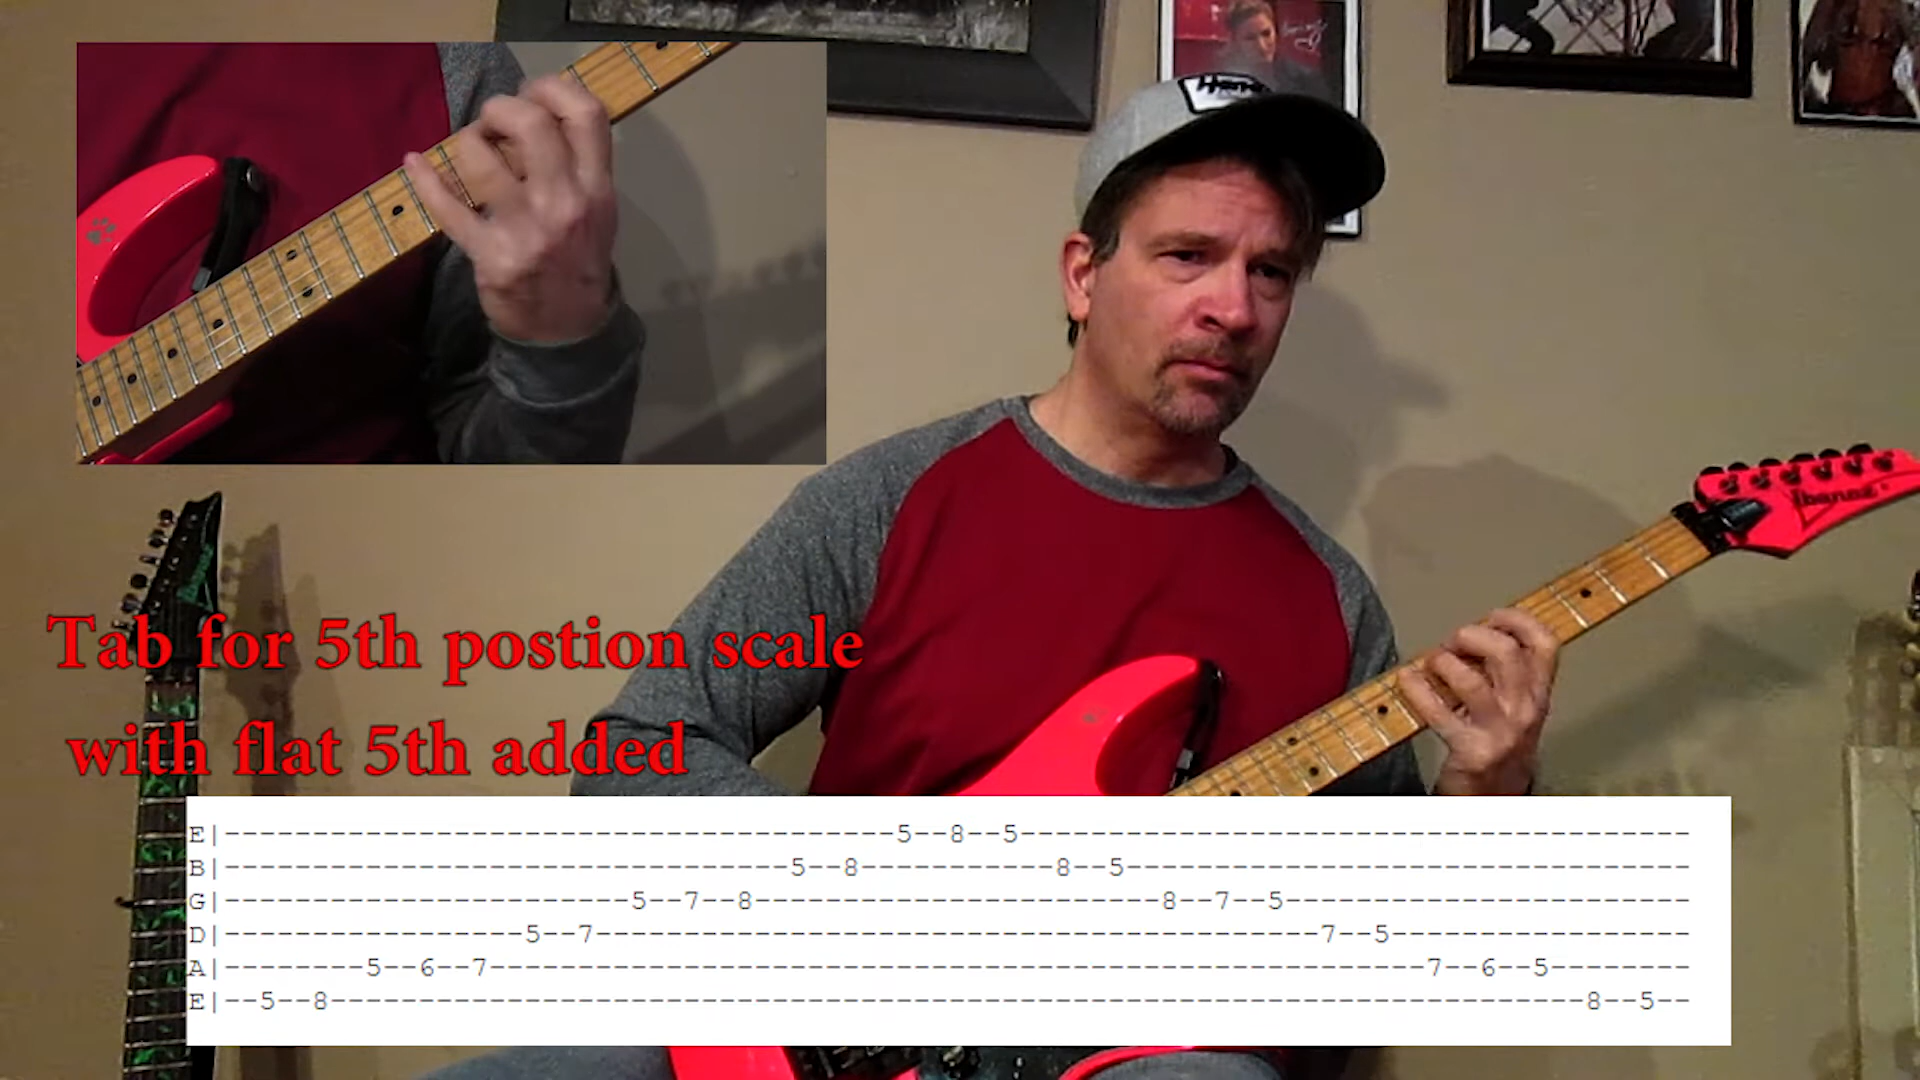 Ibanez
Tab for 5th postion scale
with flat 5th added
E|--------------------------------------5--8--5--------------------------------------
B|--------------------------------5--8-----------8--5--------------------------------
G|-----------------------5--7--8-----------------------8--7--5-----------------------
D|-----------------5--7-----------------------------------------7--5-----------------
A|--------5--6--7-----------------------------------------------------7--6--5--------
E|--5--8-----------------------------------------------------------------------8--5--